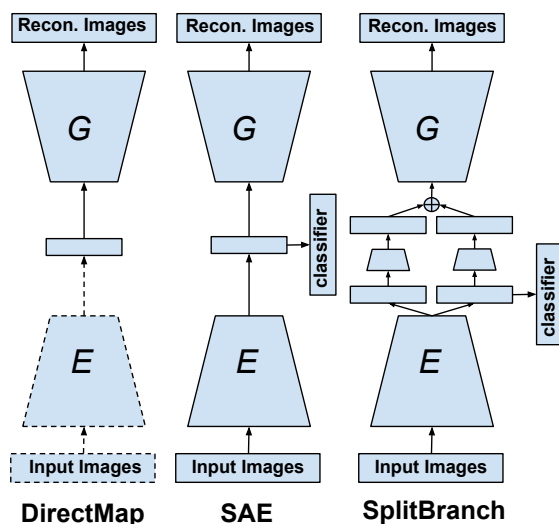 Recon. Images
Recon. Images
Recon. Images
G
G
G
classifier
classifier
E
E
E
Input Images
Input Images
Input Images
DirectMap
SAE
SplitBranch